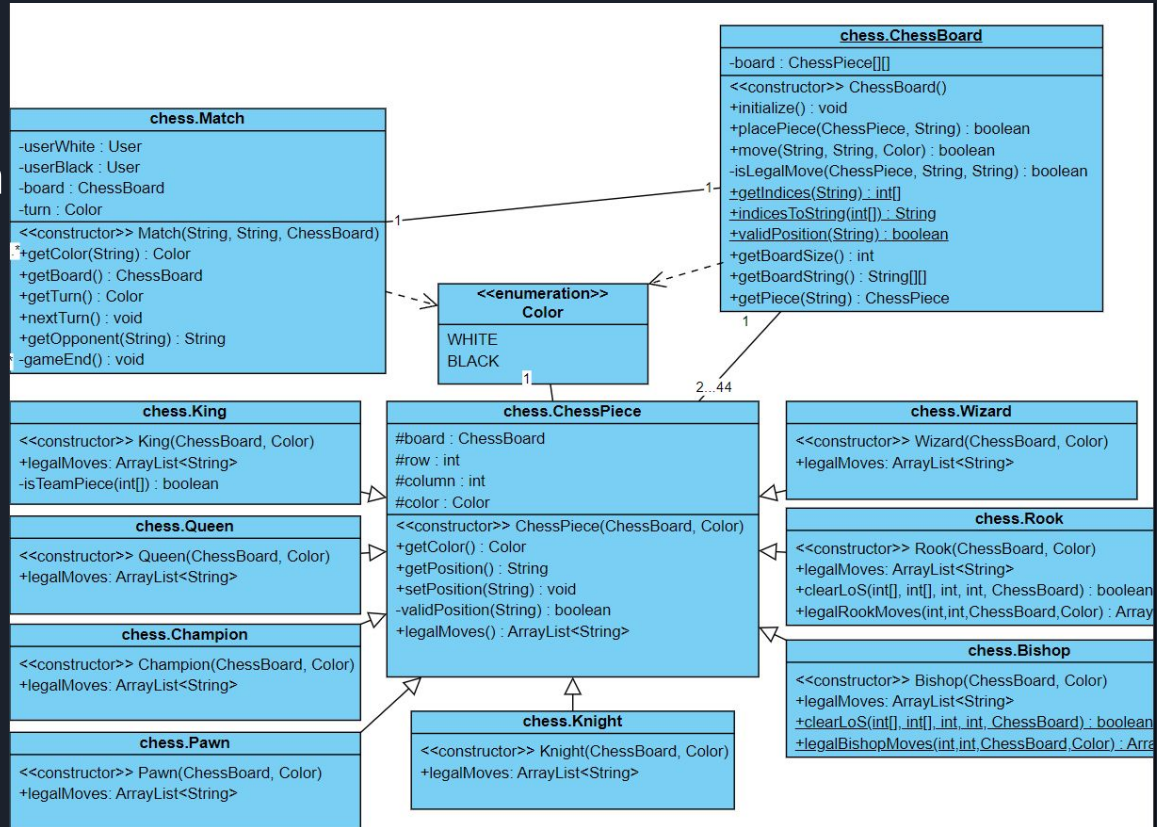 chess.ChessBoard
-board : ChessPiece[][]
<<constructor>> ChessBoard()
+initialize() : void
+placePiece(ChessPiece, String) : boolean
+move(String, String, Color) : boolean
-isLegalMove(ChessPiece, String, String) : boolean
+getIndices(String) : int[]
+indicesToString(int[]) : String
+validPosition(String) : boolean
+getBoardSize() : int
+getBoardString() : String[][]
+getPiece(String) : ChessPiece
chess.Match
-userWhite : User
-userBlack : User
-board : ChessBoard
-turn : Color
<<constructor>> Match(String, String, ChessBoard)
+getColor(String) : Color
+getBoard() : ChessBoard
+getTurn() : Color
+nextTurn() : void
+getOpponent(String) : String
-gameEnd() : void
.*
*
1
1
<<enumeration>>
Color
WHITE
BLACK
1
1
2...44
chess.King
<<constructor>> King(ChessBoard, Color)
+legalMoves: ArrayList<String>
-isTeamPiece(int[]) : boolean
chess.Queen
<<constructor>> Queen(ChessBoard, Color)
+legalMoves: ArrayList<String>
chess.Champion
<<constructor>> Champion(ChessBoard, Color)
+legalMoves: ArrayList<String>
chess.Pawn
<<constructor>> Pawn(ChessBoard, Color)
+legalMoves: ArrayList<String>
chess.ChessPiece
#board : ChessBoard
#row : int
#column : int
#color : Color
<<constructor>> ChessPiece(ChessBoard, Color)
+getColor() : Color
+getPosition() : String
+setPosition(String) : void
-validPosition(String) : boolean
+legalMoves() : ArrayList<String>
chess.Knight
<<constructor>> Knight(ChessBoard, Color)
+legalMoves: ArrayList<String>
chess.Wizard
<<constructor>> Wizard(ChessBoard, Color)
+legalMoves: ArrayList<String>
chess.Rook
<<constructor>> Rook(ChessBoard, Color)
+legalMoves: ArrayList<String>
+clearLoS(int[], int[], int, int, ChessBoard) : boolean
+legalRookMoves(int,int,ChessBoard,Color) : Array
chess.Bishop
<<constructor>> Bishop(ChessBoard, Color)
+legalMoves: ArrayList<String>
+clearLoS(int[], int[], int, int, ChessBoard) : boolean
+legalBishopMoves(int,int,ChessBoard,Color) : Arra